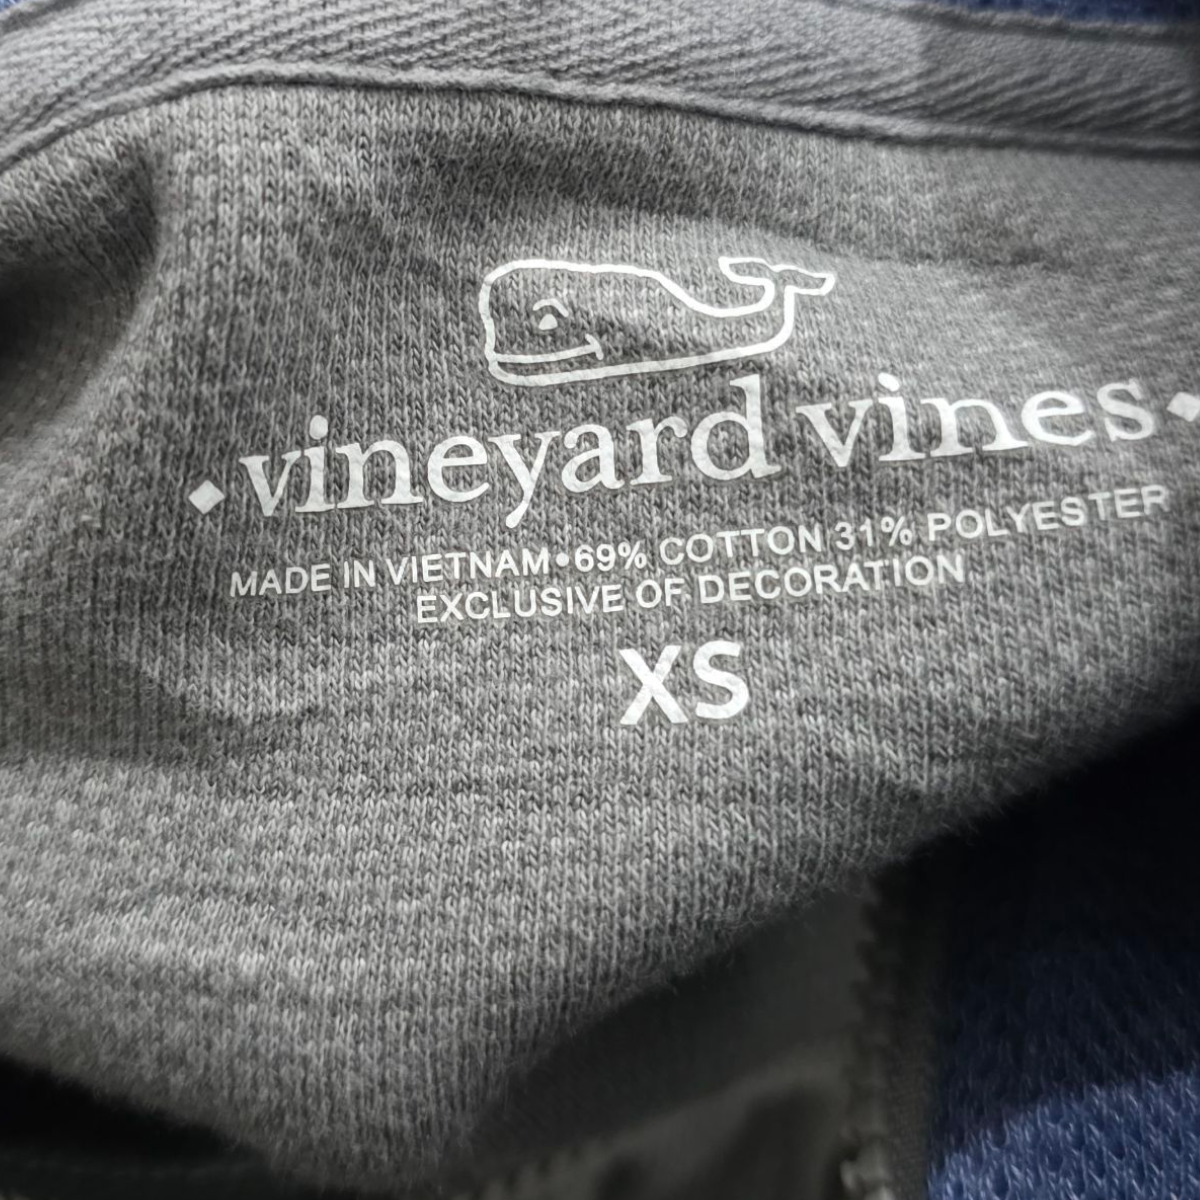 vineyard vines
MADE IN VIETNAM•69% COTTON 31% POLYESTER
EXCLUSIVE OF DECORATION
XS